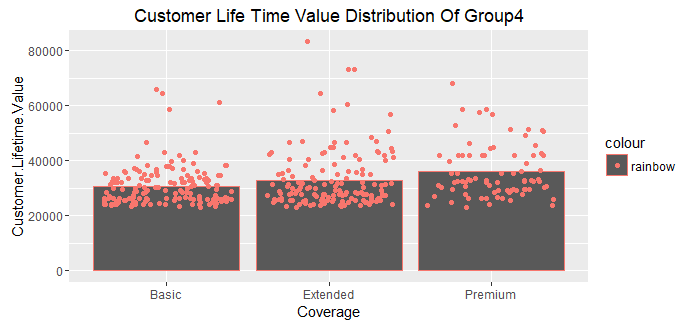 Customer Life Time Value Distribution Of Group4
80000
60000
40000
20000
0
Customer.Lifetime.Value
Basic
Extended
Premium
Coverage
colour
rainbow